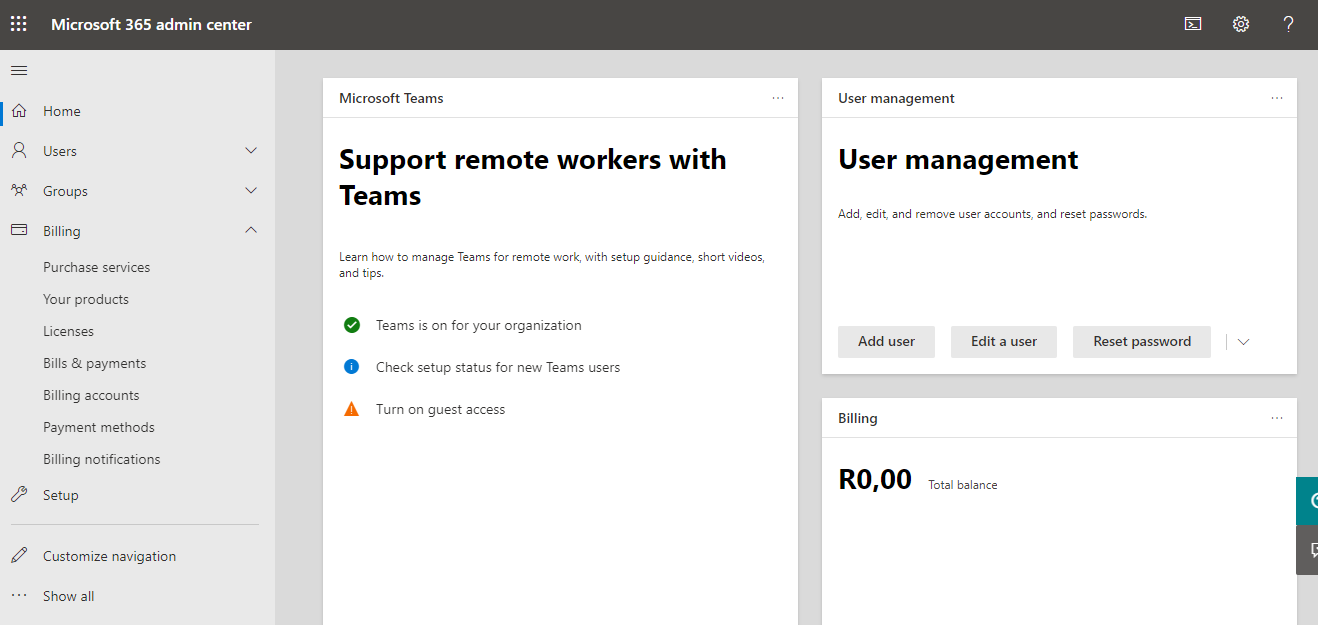 Microsoft 365 admin center
?
Home
Users
Groups
Billing
Purchase services
Your products
Licenses
Bills & payments
Billing accounts
Payment methods
Billing notifications
Setup
Customize navigation
Show all
Microsoft Teams
Support remote workers with
Teams
Learn how to manage Teams for remote work, with setup guidance, short videos,
and tips.
Teams is on for your organization
Check setup status for new Teams users
Turn on guest access
User management
User management
Add, edit, and remove user accounts, and reset passwords.
Add user Edit a user Reset password
Billing
R0,00 Total balance